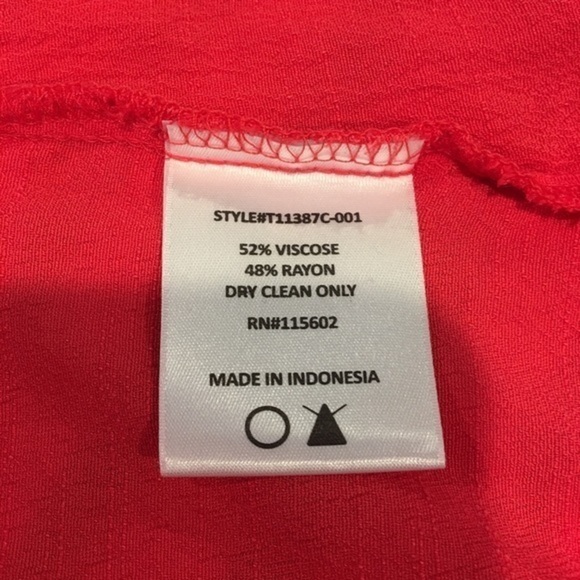 STYLE#T11387C-001
52% VISCOSE
48% RAYON
DRY CLEAN ONLY
RN#115602
MADE IN INDONESIA